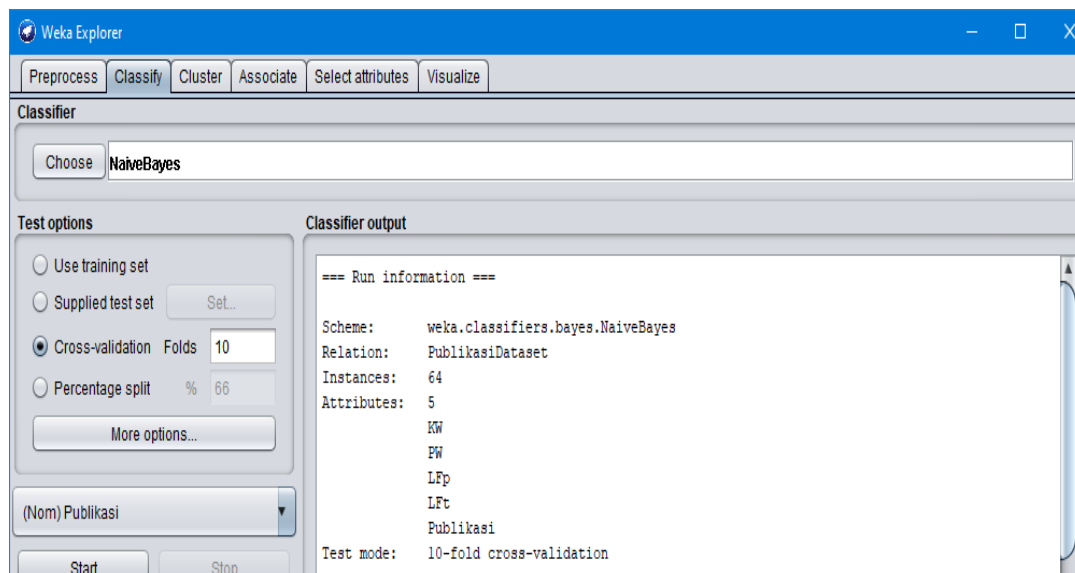 Weka Explorer
Preprocess Classify Cluster Associate Select attributes Visualize
Classifier
Choose NaiveBayes
Test options
Use training set
Supplied test set Set...
Cross-validation Folds 10
Percentage split % 66
More options...
(Nom) Publikasi
Start Stop
Classifier output
=== Run information ===
Scheme: weka.classifiers.bayes.NaiveBayes
Relation: PublikasiDataset
Instances: 64
Attributes: 5
KW
PW
LFp
LFt
Publikasi
Test mode: 10-fold cross-validation